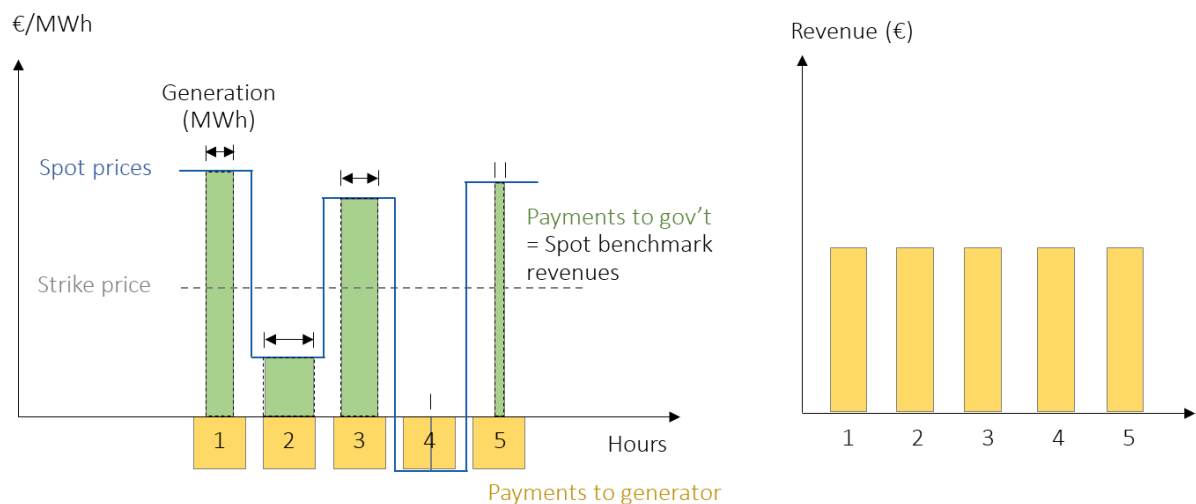 €/MWh
Generation
(MWh)
Spot prices
Payments to gov’t
= Spot benchmark
revenues
Strike price
1 2 3 4 5
Hours
Payments to generator
Revenue (€)
1 2 3 4 5